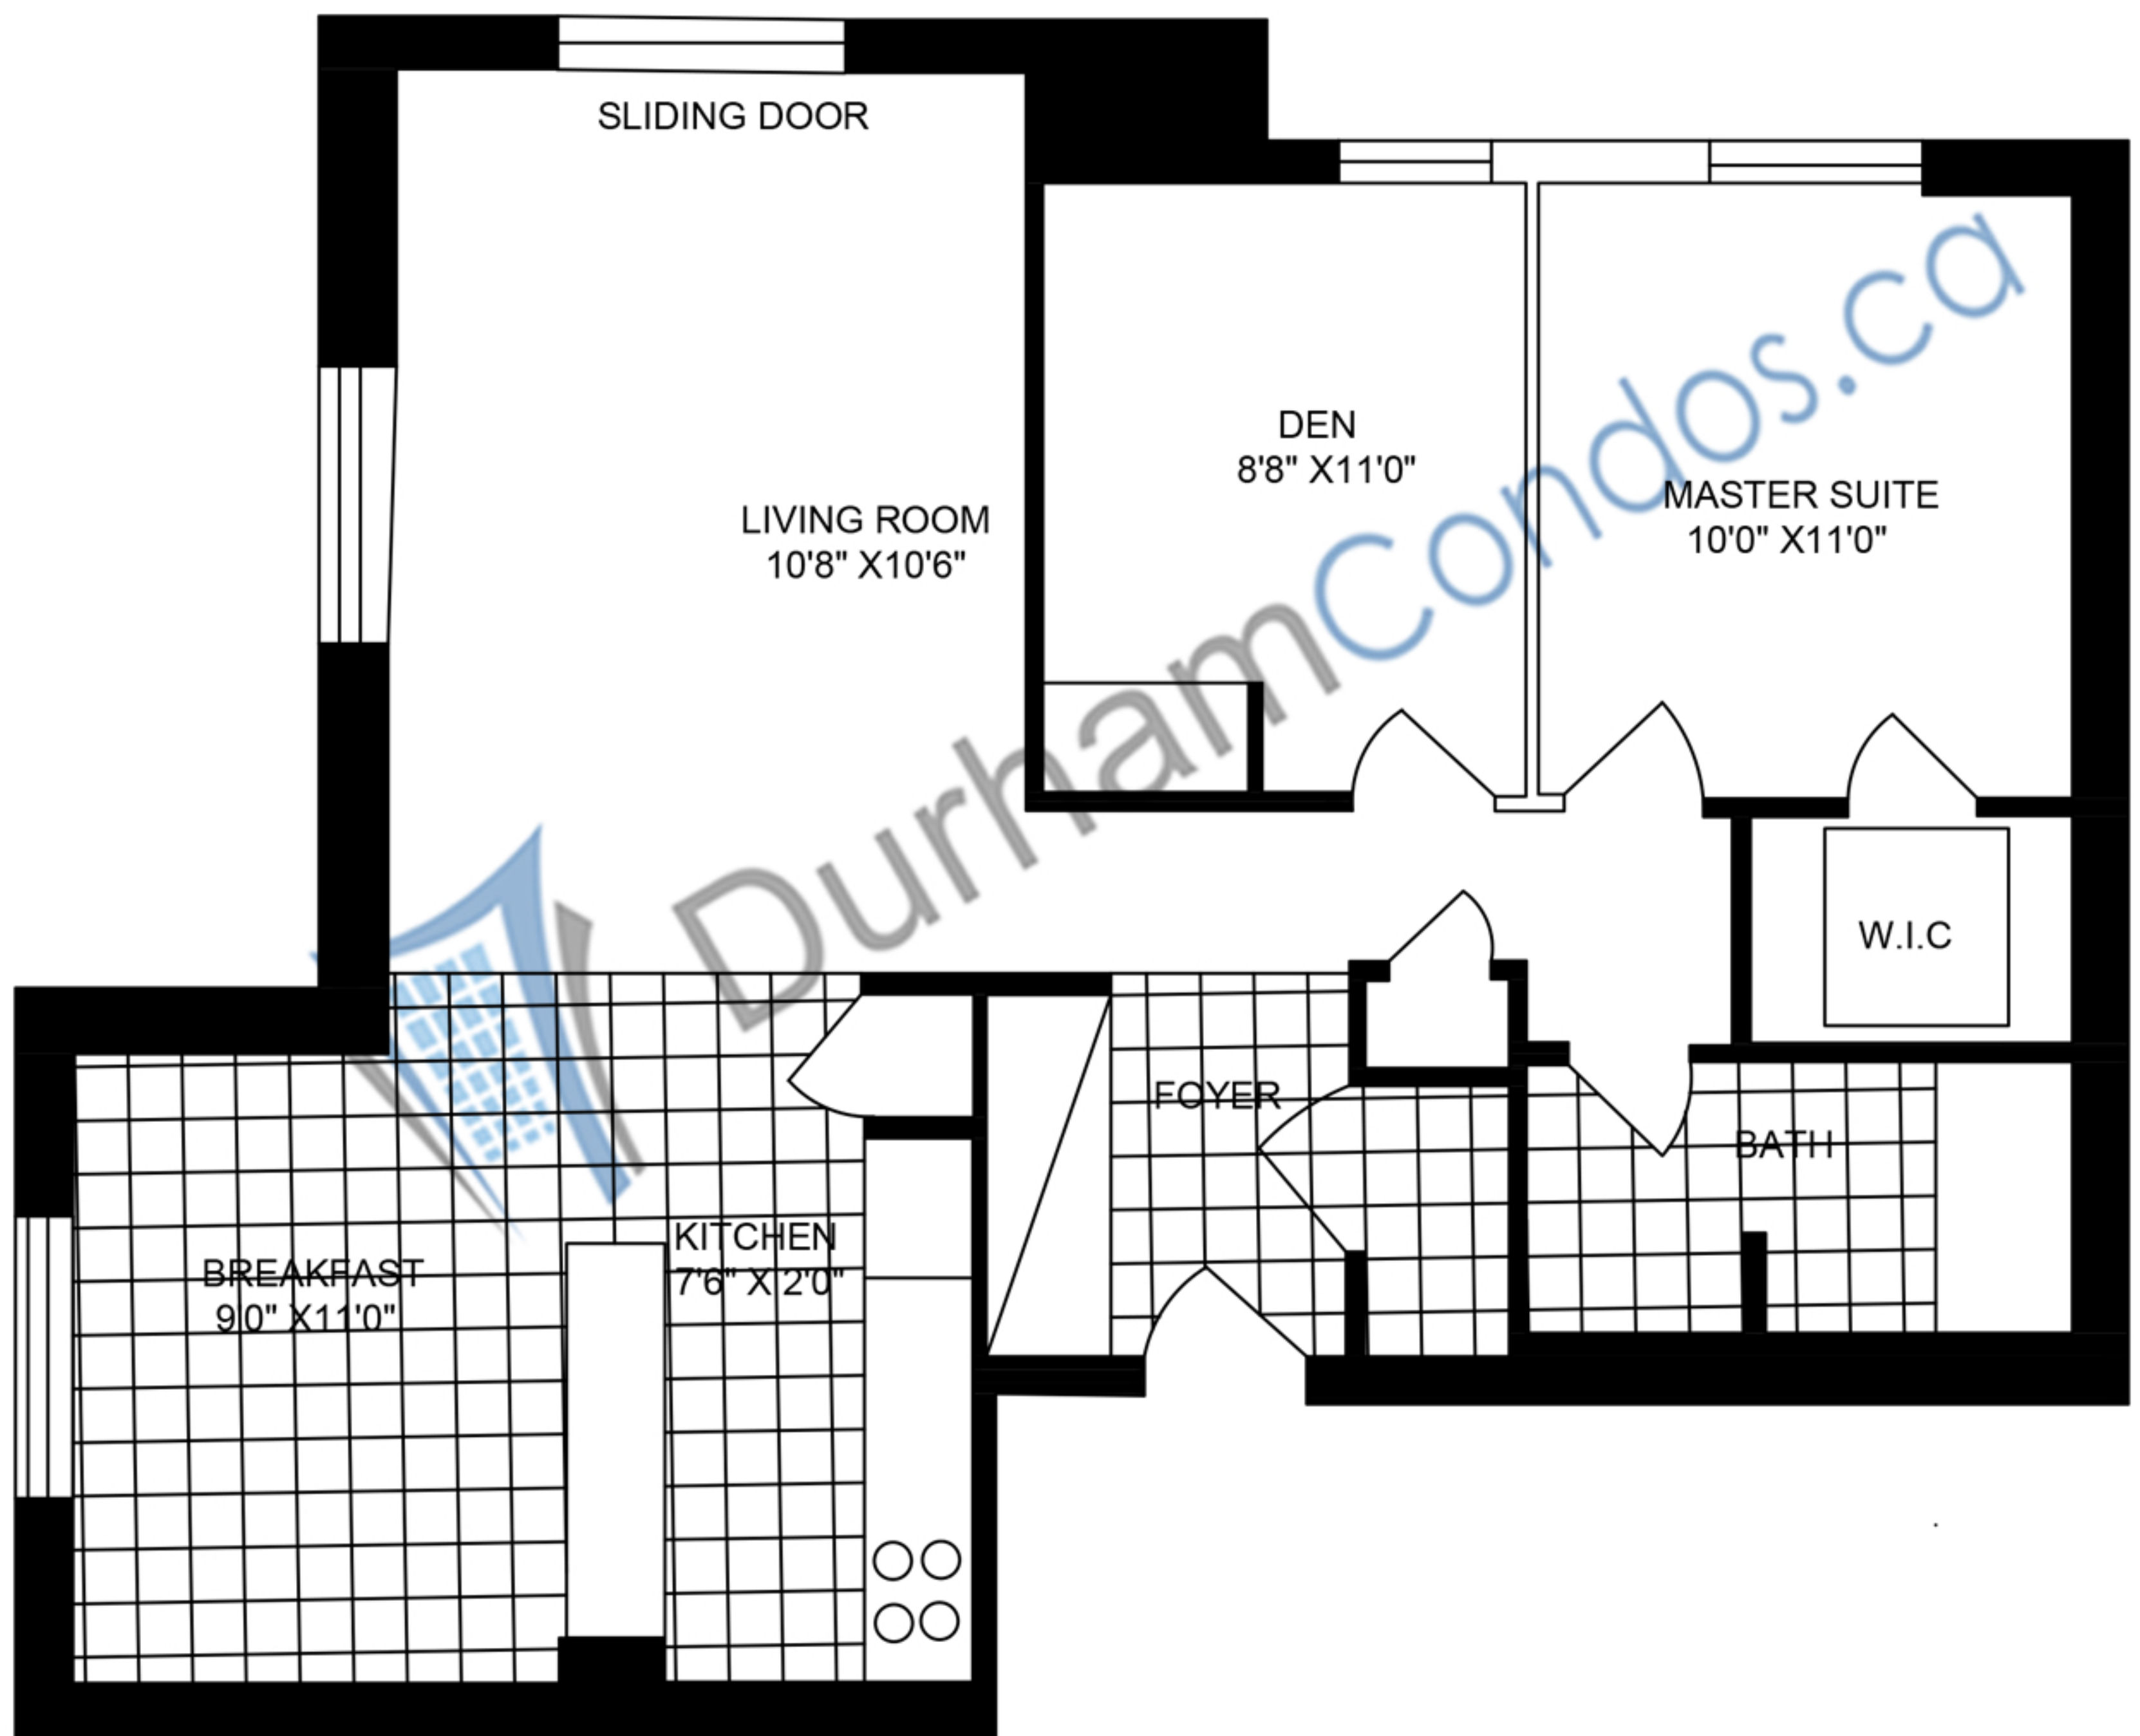 SLIDING DOOR
LIVING ROOM
10'8" X10'6"
DEN
8'8" X11'0"
MASTER SUITE
10'0" X11'0"
DurhamCondos.ca
W.I.C
FOYER
BATH
KITCHEN
7'6" X 2'0"
BREAKFAST
9'0" X11'0"